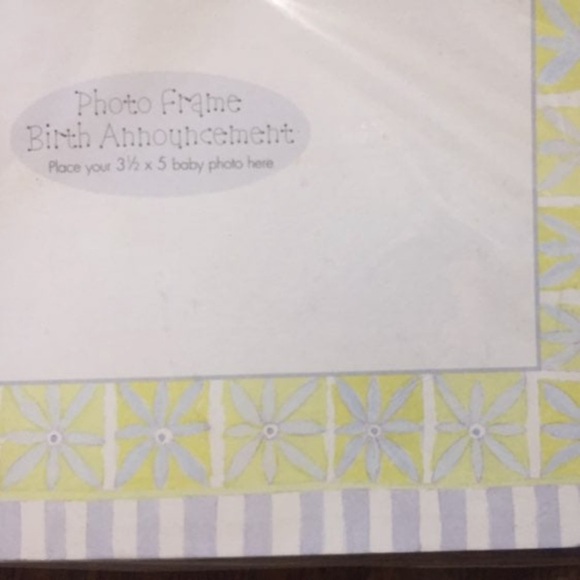 Photo Frame
Birth Announcement
Place your 3½ x 5 baby photo here